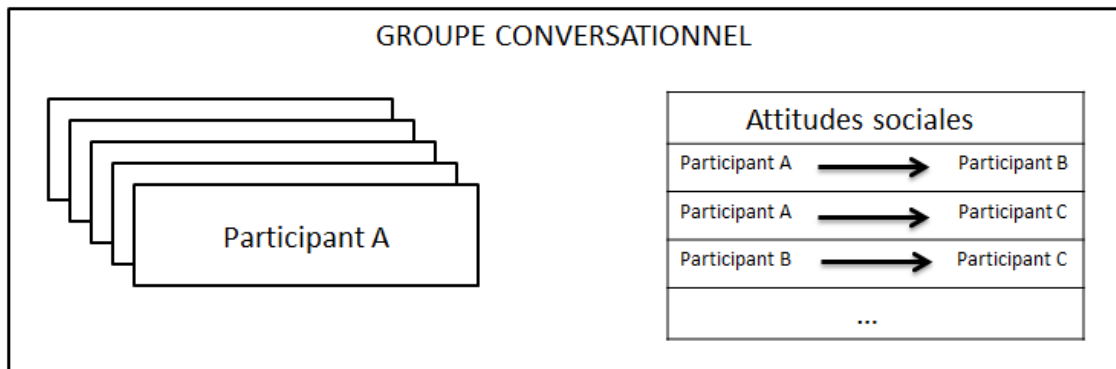 GROUPE CONVERSATIONNEL
Participant A
Attitudes sociales
Participant A Participant B
Participant A Participant C
Participant B Participant C
...